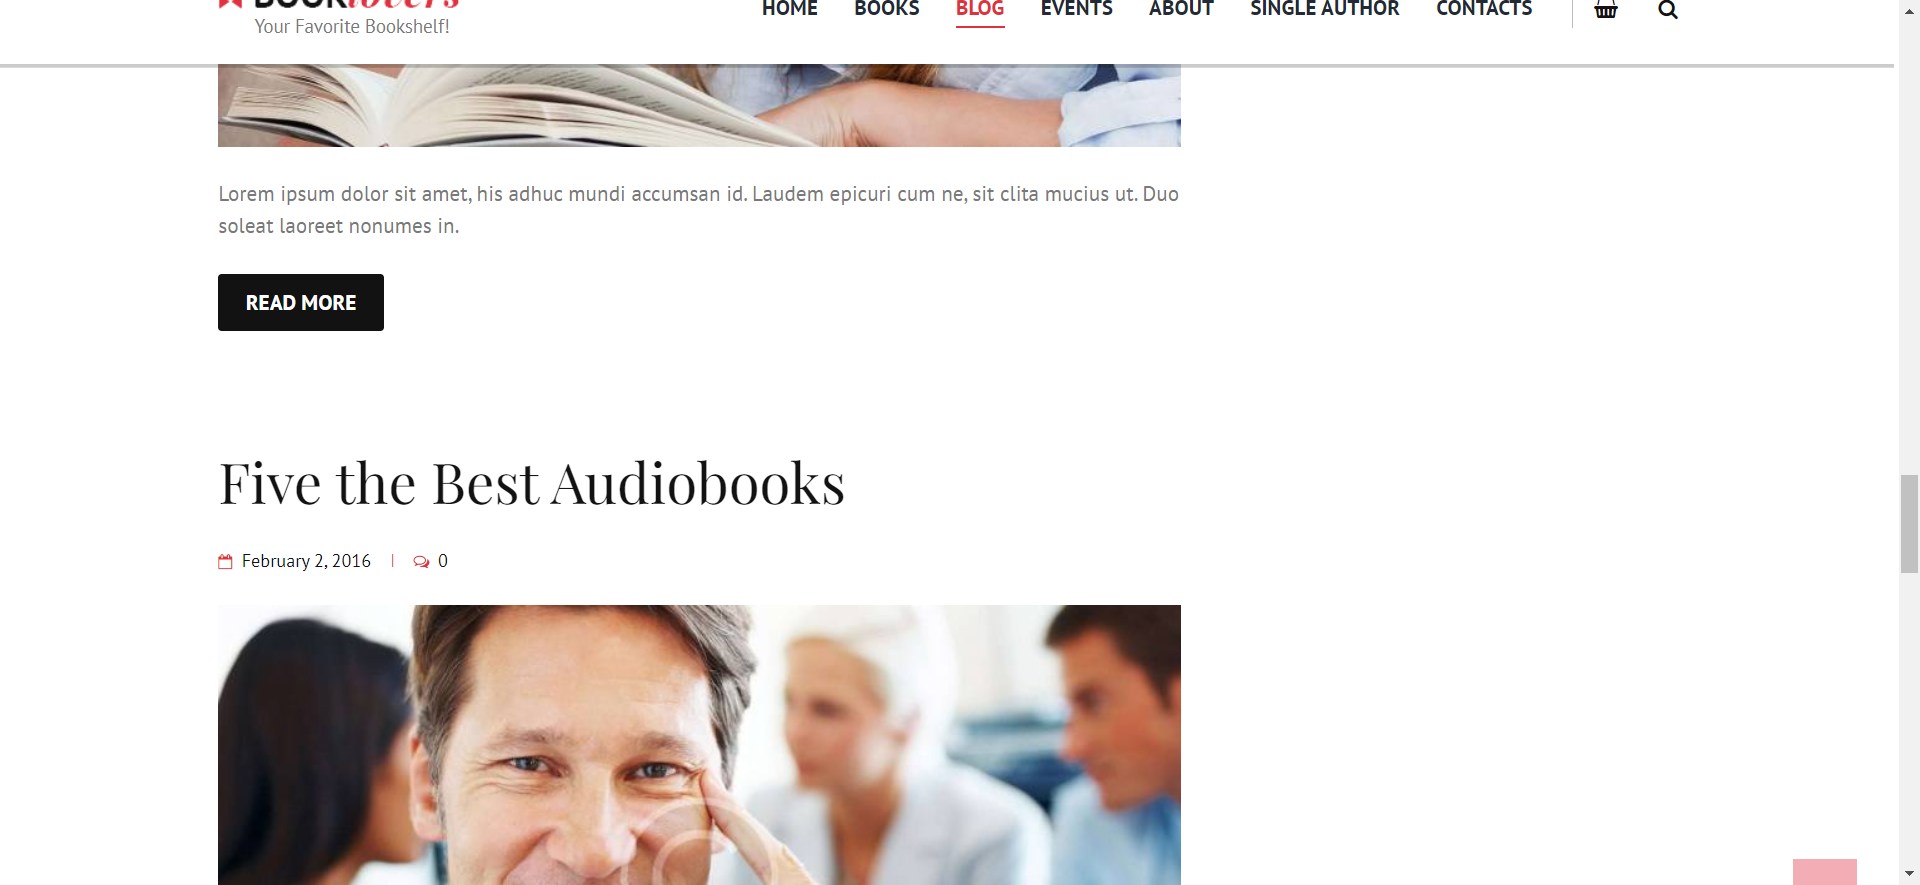 BOOKlovers
Your Favorite Bookshelf!
HOME BOOKS BLOG EVENTS ABOUT SINGLE AUTHOR CONTACTS
Lorem ipsum dolor sit amet, his adhuc mundi accumsan id. Laudem epicuri cum ne, sit clita mucius ut. Duo
soleat laoreet nonumes in.
READ MORE
Five the Best Audiobooks
February 2, 2016 | 0